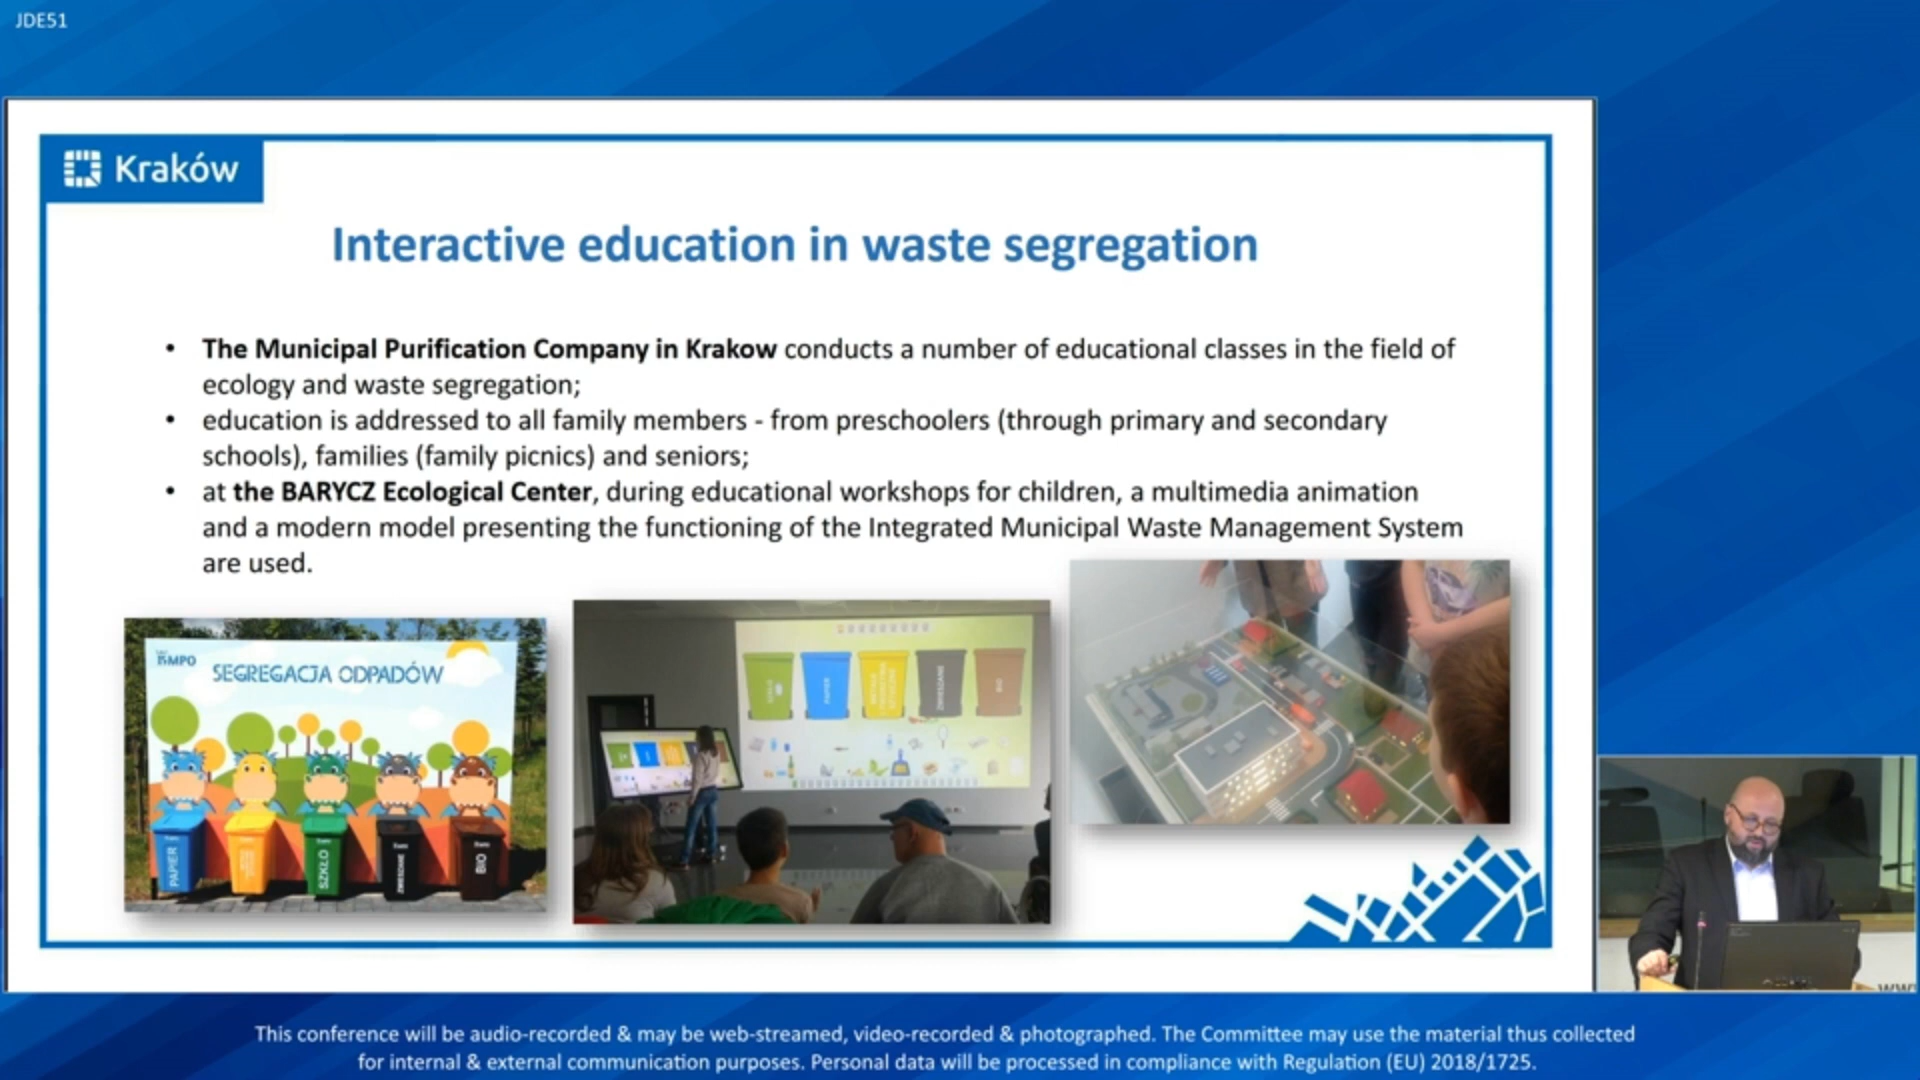 JDE51
Kraków
Interactive education in waste segregation
• The Municipal Purification Company in Krakow conducts a number of educational classes in the field of
ecology and waste segregation;
• education is addressed to all family members - from preschoolers (through primary and secondary
schools), families (family picnics) and seniors;
• at the BARYCZ Ecological Center, during educational workshops for children, a multimedia animation
and a modern model presenting the functioning of the Integrated Municipal Waste Management System
are used.
MPO
SEGREGACJA ODPADÓW
PAPIER
SZKŁO
ZMIESZANE
BIO
PAPIER
ZMIESZANE
BIO
WW
This conference will be audio-recorded & may be web-streamed, video-recorded & photographed. The Committee may use the material thus collected
for internal & external communication purposes. Personal data will be processed in compliance with Regulation (EU) 2018/1725.